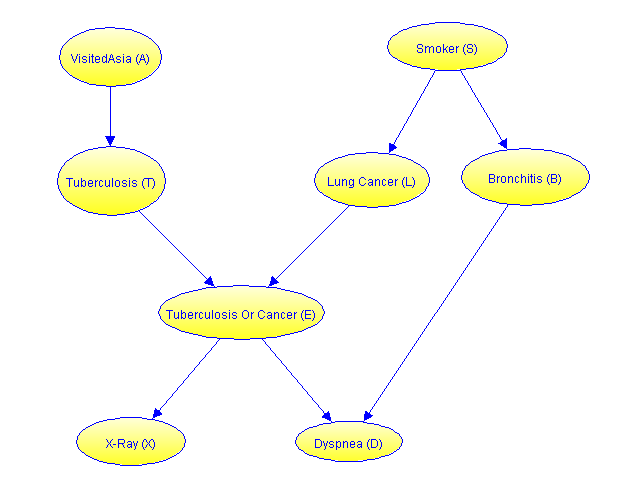 VisitedAsia (A)
Smoker (S)
Tuberculosis (T)
Lung Cancer (L)
Bronchitis (B)
Tuberculosis Or Cancer (E)
X-Ray (X)
Dyspnea (D)